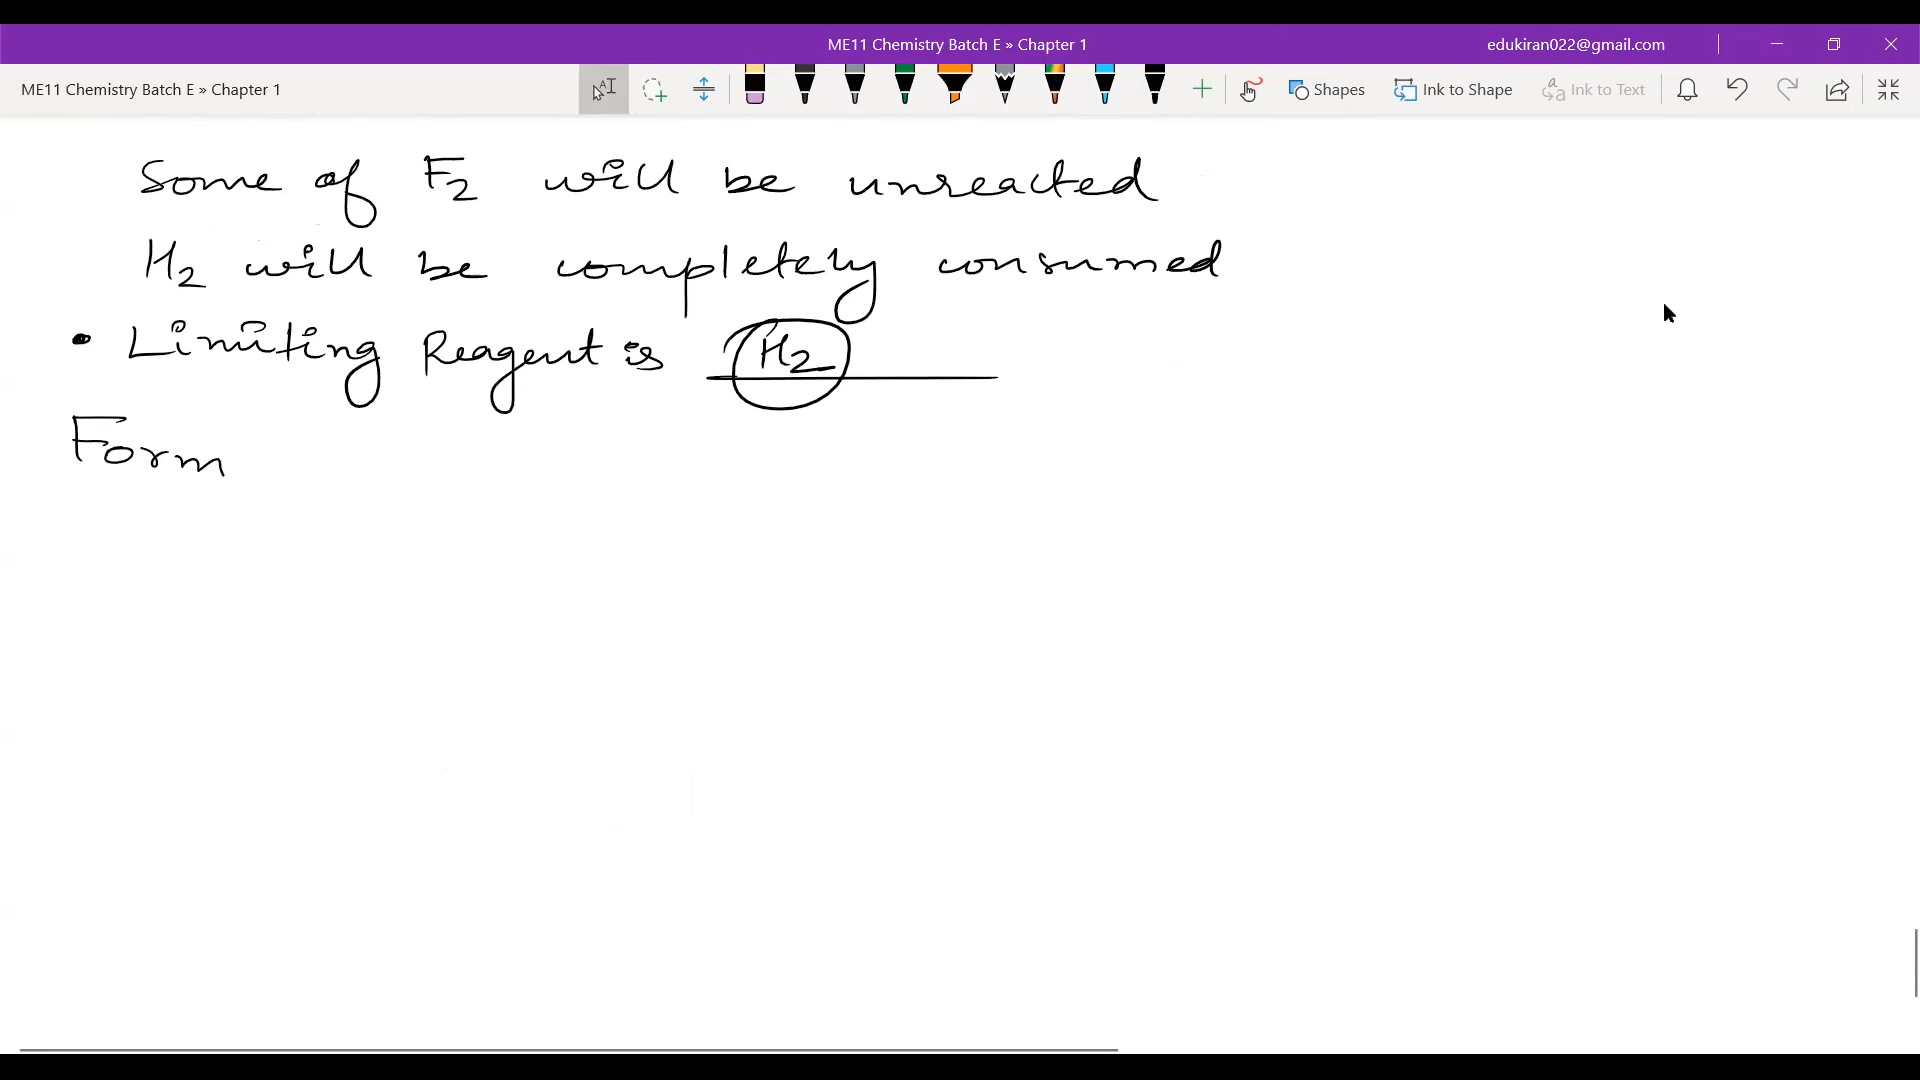 ME11 Chemistry Batch E » Chapter 1
edukiran022@gmail.com
ME11 Chemistry Batch E » Chapter 1
Shapes
Ink to Shape
Ink to Text
Some of F2 will be unreacted
H2 will be completely consumed
• Limiting Reagent is H2
Form